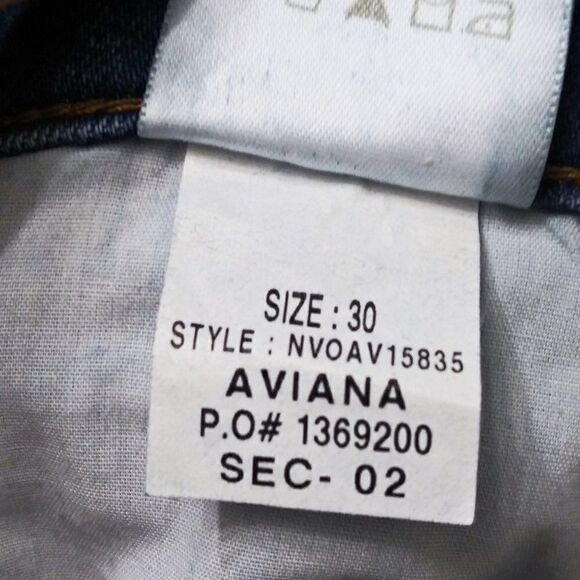 SIZE : 30
STYLE : NVOAV15835
AVIANA
P.O# 1369200
SEC- 02